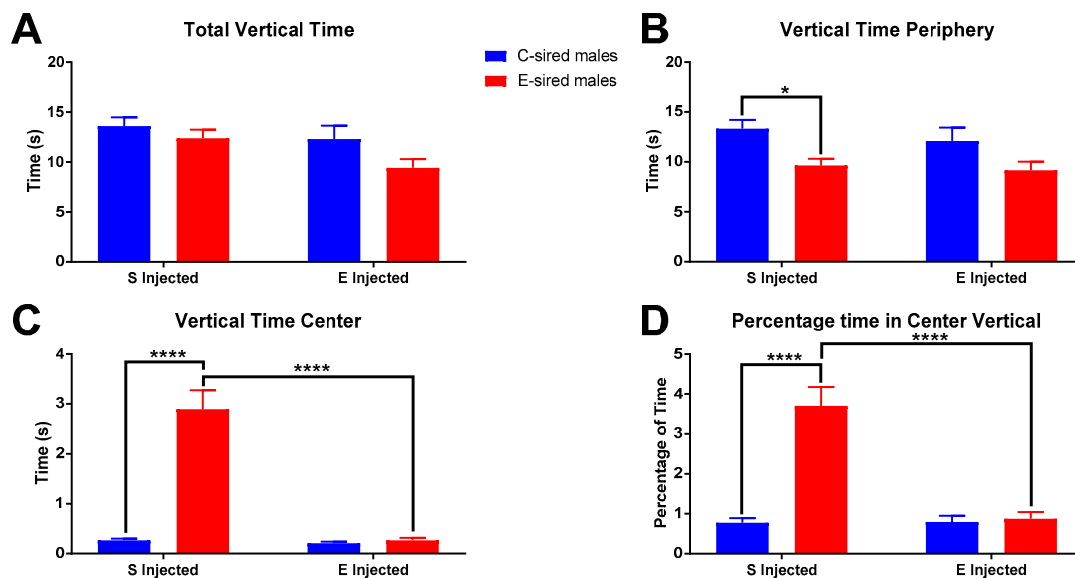 A
Total Vertical Time
20
15
10
5
0
Time (s)
S Injected
E Injected
C-sired males
E-sired males
B
Vertical Time Periphery
20
15
10
5
0
Time (s)
*
S Injected
E Injected
C
Vertical Time Center
4
3
2
1
0
Time (s)
****
****
S Injected
E Injected
D
Percentage time in Center Vertical
5
4
3
2
1
0
Percentage of Time
****
****
S Injected
E Injected